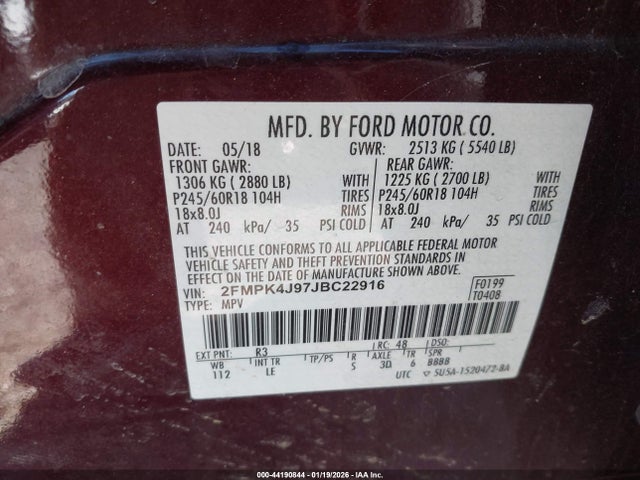 MFD. BY FORD MOTOR CO.
DATE: 05/18 GVWR: 2513 KG ( 5540 LB)
FRONT GAWR: REAR GAWR:
1306 KG ( 2880 LB) WITH 1225 KG ( 2700 LB) WITH
P245/60R18 104H TIRES P245/60R18 104H TIRES
18x8.0J RIMS 18x8.0J RIMS
AT 240 kPa/ 35 PSI COLD AT 240 kPa/ 35 PSI COLD
THIS VEHICLE CONFORMS TO ALL APPLICABLE FEDERAL MOTOR
VEHICLE SAFETY AND THEFT PREVENTION STANDARDS IN
EFFECT ON THE DATE OF MANUFACTURE SHOWN ABOVE.
VIN: 2FMPK4J97JBC22916 F0199
TYPE: MPV T0408
EXT PNT: R3 RC: 48 DSO:
WB INT TR TP/PS R AXLE TR SPR
112 LE S 3D 6 8888
UTC ▽ 5U5A-1520472-BA
000-44190844 | 01/19/2026 - IAA Inc.